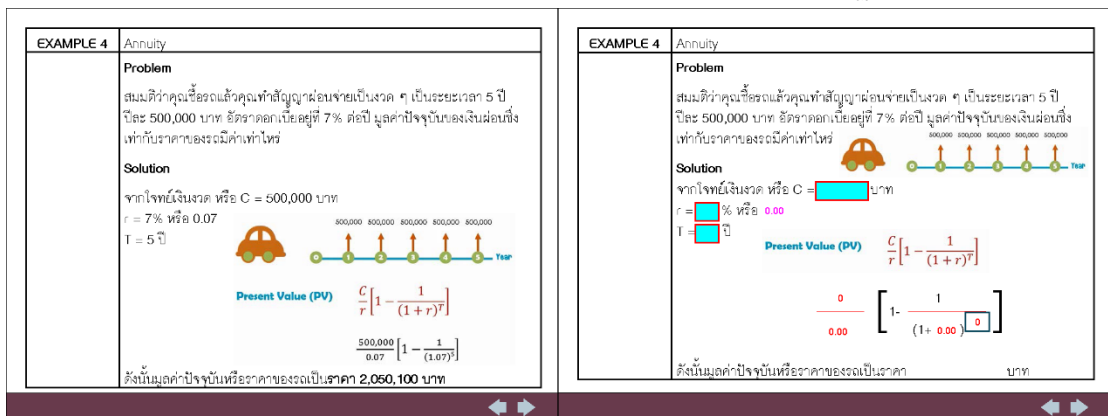 EXAMPLE 4 Annuity
Problem
สมมติว่าคุณซื้อรถแล้วคุณทำสัญญาผ่อนจ่ายเป็นงวด ๆ เป็นระยะเวลา 5 ปี
ปีละ 500,000 บาท อัตราดอกเบี้ยอยู่ที่ 7% ต่อปี มูลค่าปัจจุบันของเงินผ่อนซึ่ง
เท่ากับราคาของรถมีค่าเท่าไหร่
Solution
จากโจทย์เงินงวด หรือ C = 500,000 บาท
r = 7% หรือ 0.07
T = 5 ปี
500,000 500,000 500,000 500,000 500,000
0 1 2 3 4 5 Year
Present Value (PV) C/r [1 − 1/(1 + r)^T]
500,000/0.07 [1 − 1/(1.07)^5]
ดังนั้นมูลค่าปัจจุบันหรือราคาของรถเป็นราคา 2,050,100 บาท
EXAMPLE 4 Annuity
Problem
สมมติว่าคุณซื้อรถแล้วคุณทำสัญญาผ่อนจ่ายเป็นงวด ๆ เป็นระยะเวลา 5 ปี
ปีละ 500,000 บาท อัตราดอกเบี้ยอยู่ที่ 7% ต่อปี มูลค่าปัจจุบันของเงินผ่อนซึ่ง
เท่ากับราคาของรถมีค่าเท่าไหร่
500,000 500,000 500,000 500,000 500,000
0 1 2 3 4 5 Year
Solution
จากโจทย์เงินงวด หรือ C = บาท
r = % หรือ 0.00
T = ปี
Present Value (PV) C/r [1 − 1/(1 + r)^T]
0/0.00 [1- 1/(1+ 0.00 )^0]
ดังนั้นมูลค่าปัจจุบันหรือราคาของรถเป็นราคา บาท